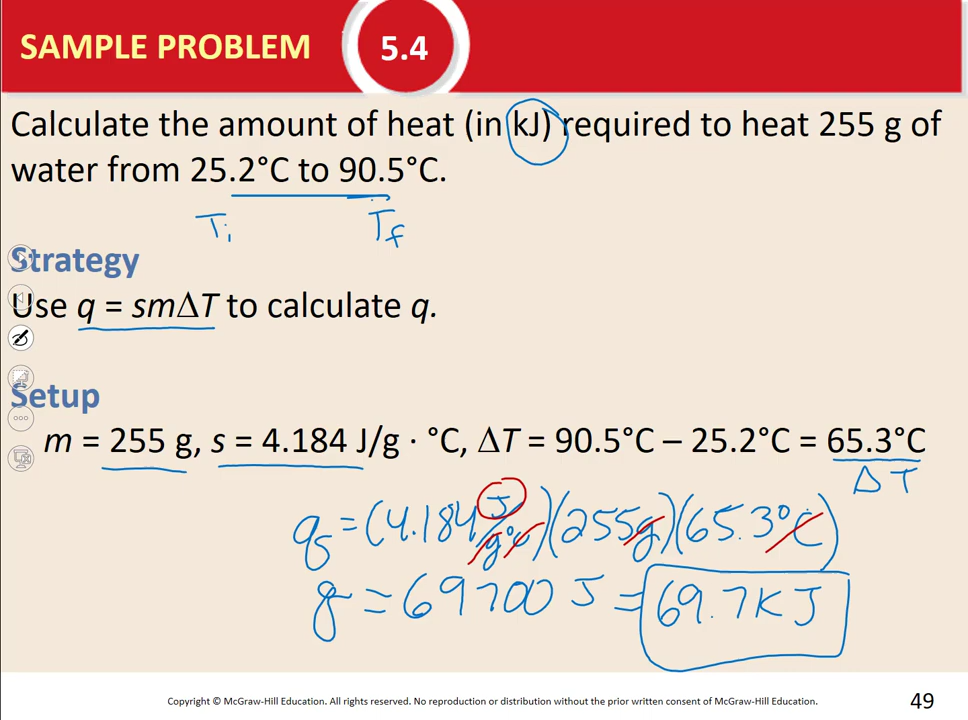 SAMPLE PROBLEM 5.4
Calculate the amount of heat (in kJ) required to heat 255 g of
water from 25.2°C to 90.5°C.
Ti Tf
Strategy
Use q = smΔT to calculate q.
Setup
m = 255 g, s = 4.184 J/g · °C, ΔT = 90.5°C – 25.2°C = 65.3°C
ΔT
q = (4.184 J/g°C)(255g)(65.3°C)
q = 69700 J = 69.7KJ
Copyright © McGraw-Hill Education. All rights reserved. No reproduction or distribution without the prior written consent of McGraw-Hill Education.
49